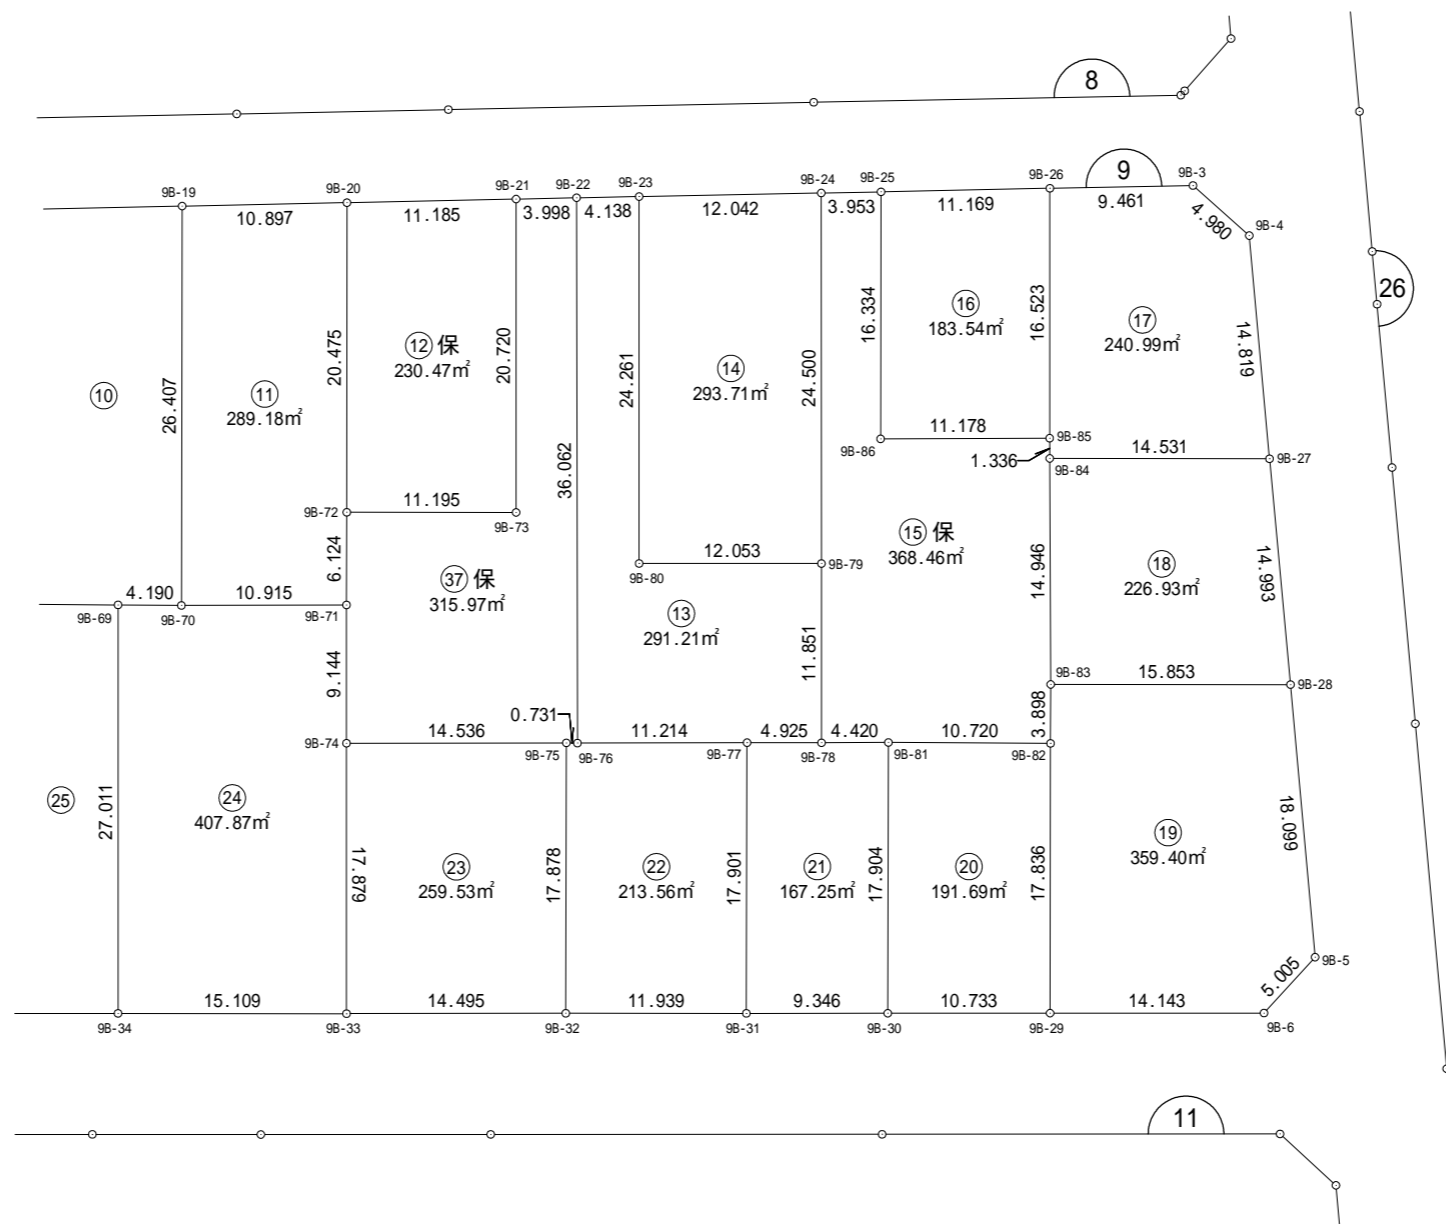 8
9
26
11
9B-19
9B-20
9B-21
9B-22
9B-23
9B-24
9B-25
9B-26
9B-3
9B-4
10.897
11.185
3.998
4.138
12.042
3.953
11.169
9.461
4.980
⑩
26.407
⑪
289.18㎡
20.475
⑫ 保
230.47㎡
20.720
36.062
24.261
⑭
293.71㎡
24.500
16.334
⑯
183.54㎡
16.523
⑰
240.99㎡
14.819
11.178
9B-86
9B-85
1.336
9B-84
14.531
9B-27
9B-72
11.195
9B-73
6.124
㊲ 保
315.97㎡
12.053
9B-80
9B-79
⑮ 保
368.46㎡
14.946
⑱
226.93㎡
14.993
4.190
10.915
9B-69
9B-70
9B-71
⑬
291.21㎡
11.851
9.144
9B-83
15.853
9B-28
3.898
0.731
14.536
11.214
4.925
4.420
10.720
9B-74
9B-75
9B-76
9B-77
9B-78
9B-81
9B-82
㉕
27.011
㉔
407.87㎡
17.879
㉓
259.53㎡
17.878
㉒
213.56㎡
17.901
㉑
167.25㎡
17.904
⑳
191.69㎡
17.836
⑲
359.40㎡
18.099
9B-5
5.005
15.109
14.495
11.939
9.346
10.733
14.143
9B-34
9B-33
9B-32
9B-31
9B-30
9B-29
9B-6